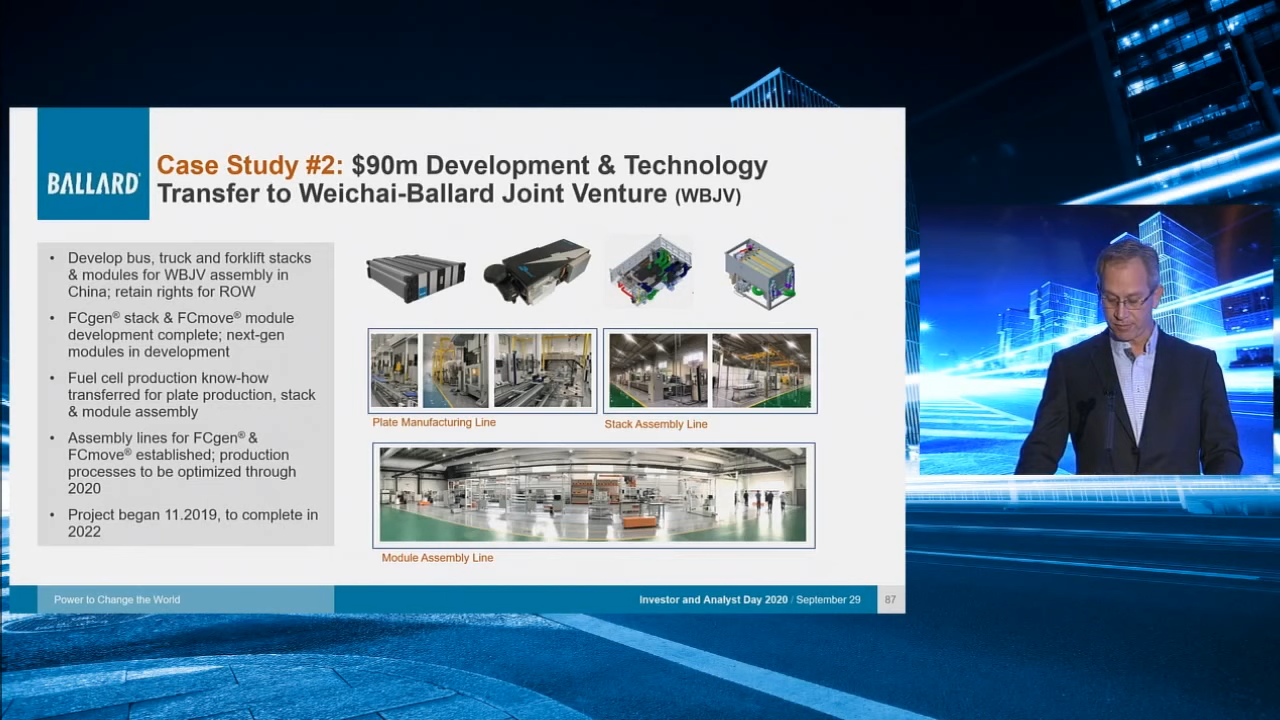 BALLARD
Case Study #2: $90m Development & Technology
Transfer to Weichai-Ballard Joint Venture (WBJV)
• Develop bus, truck and forklift stacks
& modules for WBJV assembly in
China; retain rights for ROW
• FCgen® stack & FCmove® module
development complete; next-gen
modules in development
• Fuel cell production know-how
transferred for plate production, stack
& module assembly
• Assembly lines for FCgen® &
FCmove® established; production
processes to be optimized through
2020
• Project began 11.2019, to complete in
2022
Plate Manufacturing Line
Stack Assembly Line
Module Assembly Line
Power to Change the World
Investor and Analyst Day 2020 / September 29
87